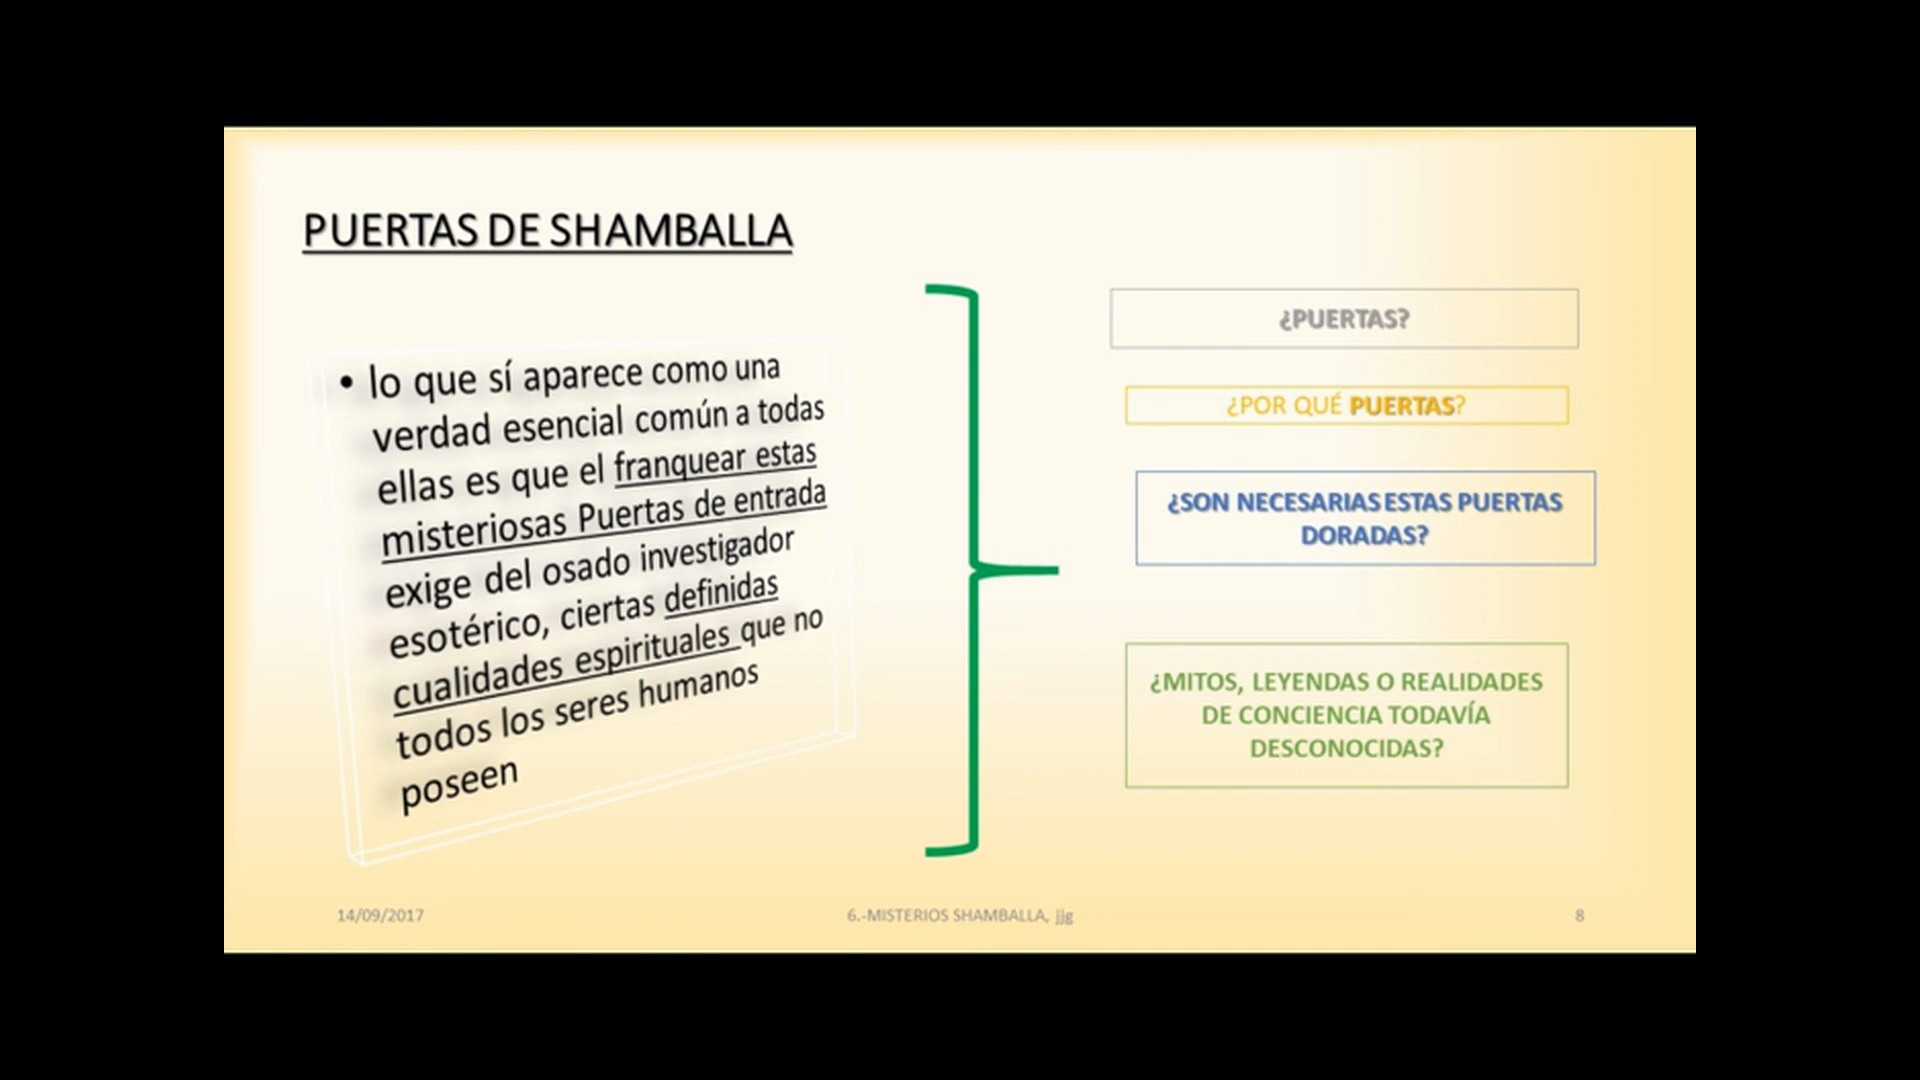 PUERTAS DE SHAMBALLA
• lo que sí aparece como una
verdad esencial común a todas
ellas es que el franquear estas
misteriosas Puertas de entrada
exige del osado investigador
esotérico, ciertas definidas
cualidades espirituales que no
todos los seres humanos
poseen
¿PUERTAS?
¿POR QUÉ PUERTAS?
¿SON NECESARIAS ESTAS PUERTAS
DORADAS?
¿MITOS, LEYENDAS O REALIDADES
DE CONCIENCIA TODAVÍA
DESCONOCIDAS?
14/09/2017
6.-MISTERIOS SHAMBALLA, jjg
8